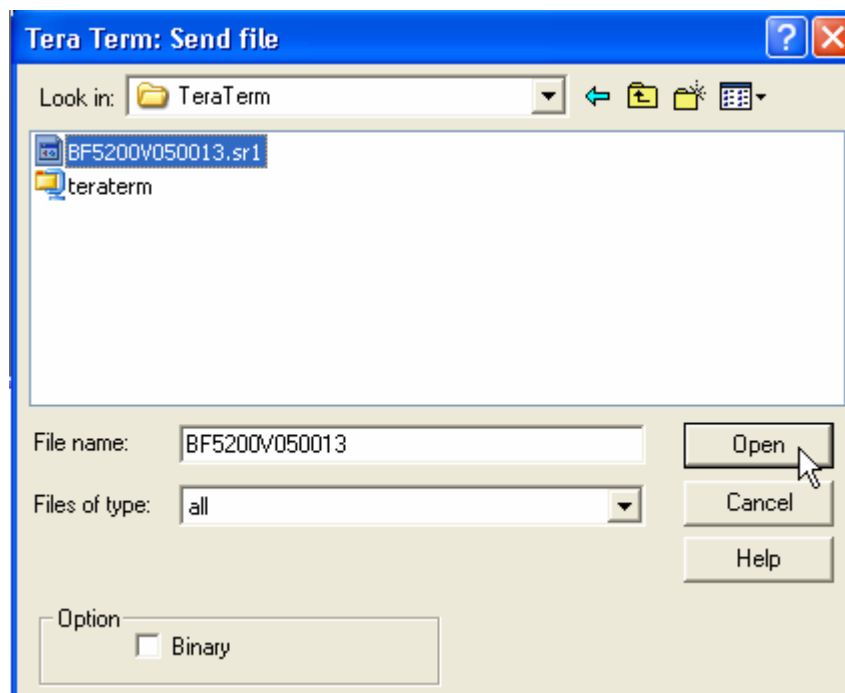 Tera Term: Send file
Look in: TeraTerm
BF5200V050013.sr1
teraterm
File name: BF5200V050013 Open
Files of type: all Cancel
Help
Option
Binary